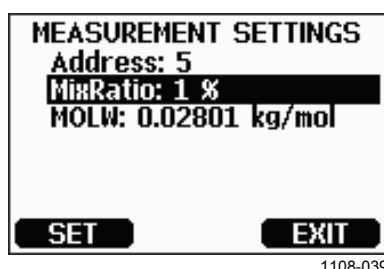 MEASUREMENT SETTINGS
Address: 5
MixRatio: 1 %
MOLW: 0.02801 kg/mol
SET EXIT
1108-039